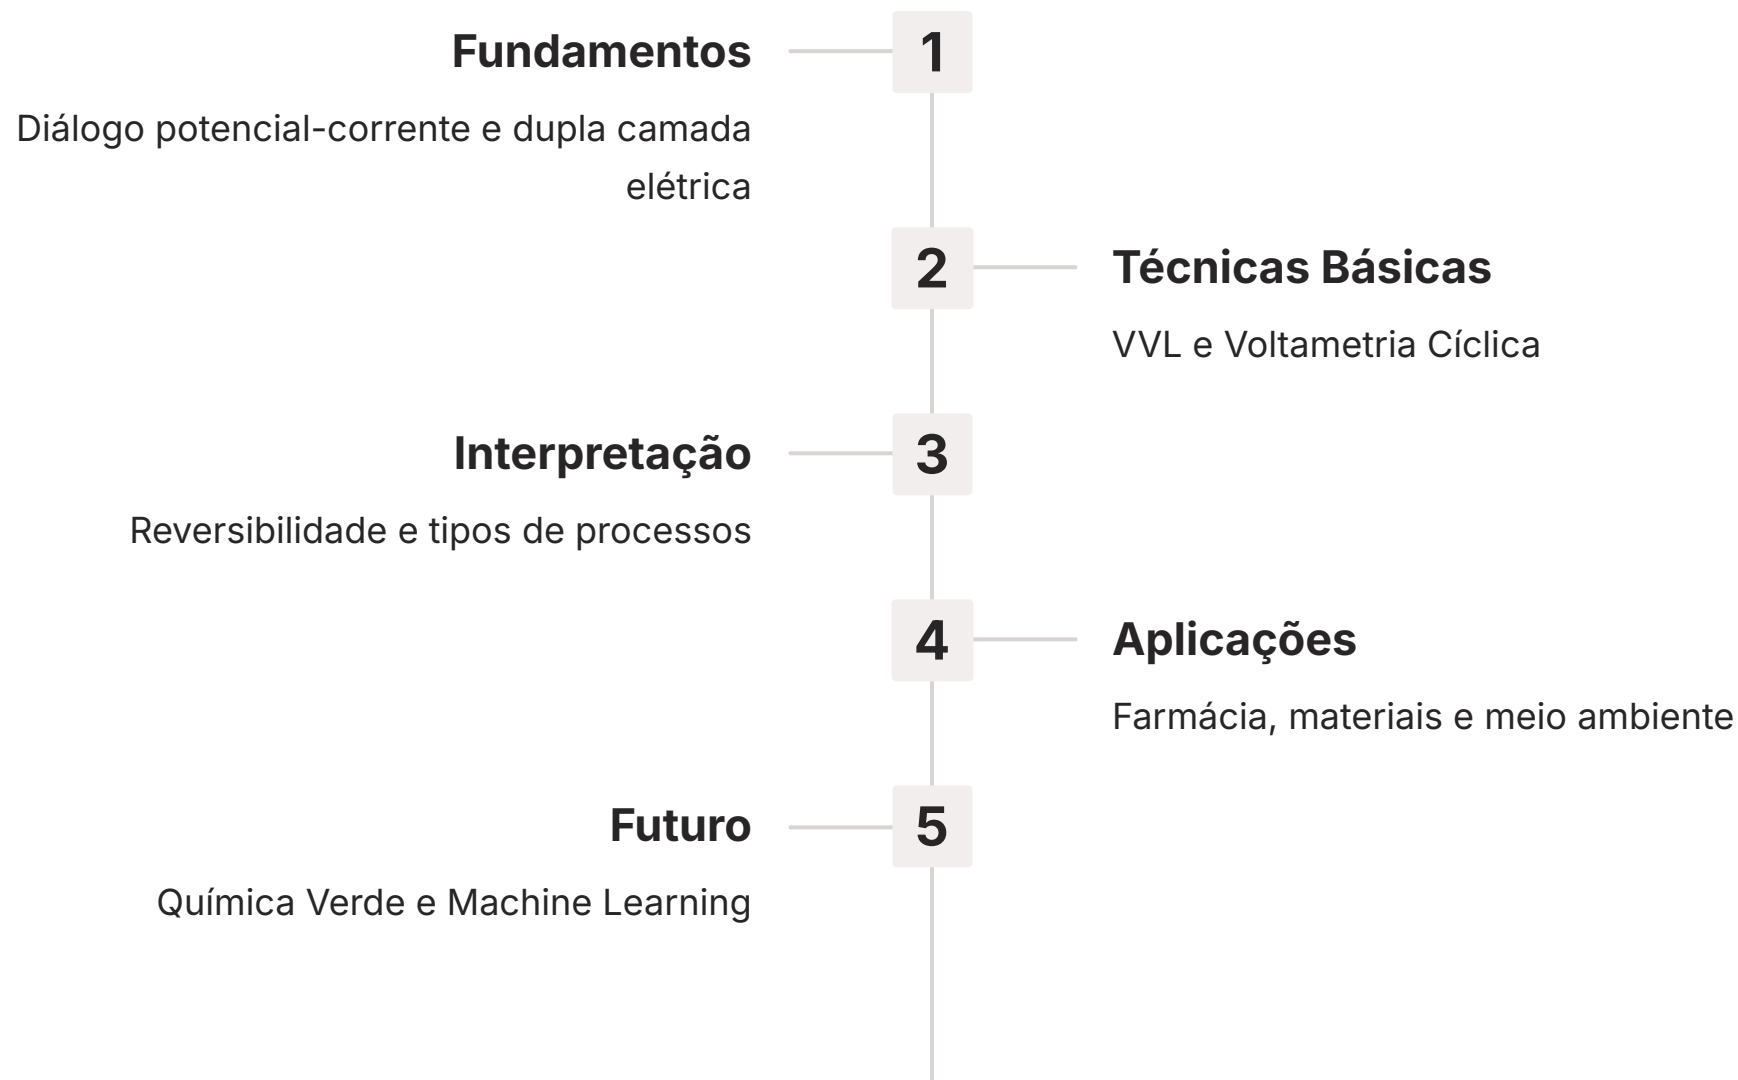 Fundamentos
1
Diálogo potencial-corrente e dupla camada
elétrica
2
Técnicas Básicas
VVL e Voltametria Cíclica
Interpretação
3
Reversibilidade e tipos de processos
4
Aplicações
Farmácia, materiais e meio ambiente
Futuro
5
Química Verde e Machine Learning